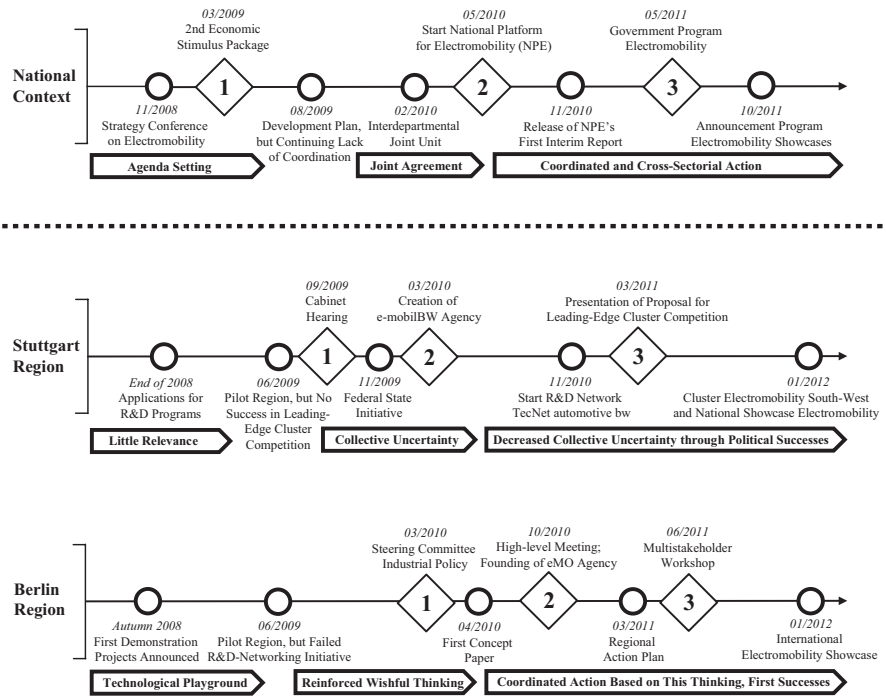 National
Context
03/2009
2nd Economic
Stimulus Package
1
11/2008
Strategy Conference
on Electromobility
08/2009
Development Plan,
but Continuing Lack
of Coordination
02/2010
Interdepartmental
Joint Unit
05/2010
Start National Platform
for Electromobility (NPE)
2
11/2010
Release of NPE's
First Interim Report
05/2011
Government Program
Electromobility
3
10/2011
Announcement Program
Electromobility Showcases
Agenda Setting
Joint Agreement
Coordinated and Cross-Sectorial Action
Stuttgart
Region
End of 2008
Applications for
R&D Programs
06/2009
Pilot Region, but No
Success in Leading-
Edge Cluster
Competition
09/2009
Cabinet
Hearing
1
11/2009
Federal State
Initiative
03/2010
Creation of
e-mobilBW Agency
2
11/2010
Start R&D Network
TecNet automotive bw
03/2011
Presentation of Proposal for
Leading-Edge Cluster Competition
3
01/2012
Cluster Electromobility South-West
and National Showcase Electromobility
Little Relevance
Collective Uncertainty
Decreased Collective Uncertainty through Political Successes
Berlin
Region
Autumn 2008
First Demonstration
Projects Announced
06/2009
Pilot Region, but Failed
R&D-Networking Initiative
03/2010
Steering Committee
Industrial Policy
1
04/2010
First Concept
Paper
10/2010
High-level Meeting;
Founding of eMO Agency
2
03/2011
Regional
Action Plan
06/2011
Multistakeholder
Workshop
3
01/2012
International
Electromobility Showcase
Technological Playground
Reinforced Wishful Thinking
Coordinated Action Based on This Thinking, First Successes